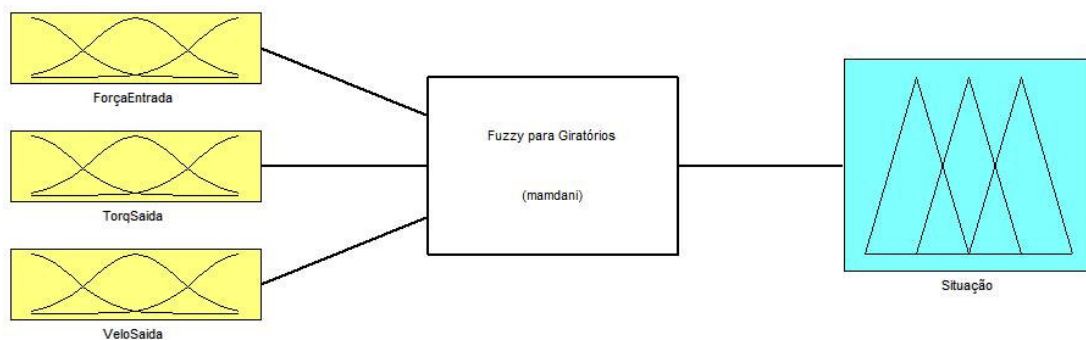 ForçaEntrada
TorqSaida
VeloSaida
Fuzzy para Giratórios
(mamdani)
Situação